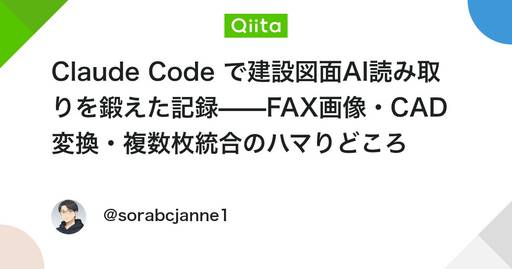 Qiita
Claude Code で建設図面AI読み取
りを鍛えた記録——FAX画像・CAD
変換・複数枚統合のハマりどころ
@sorabcjanne1